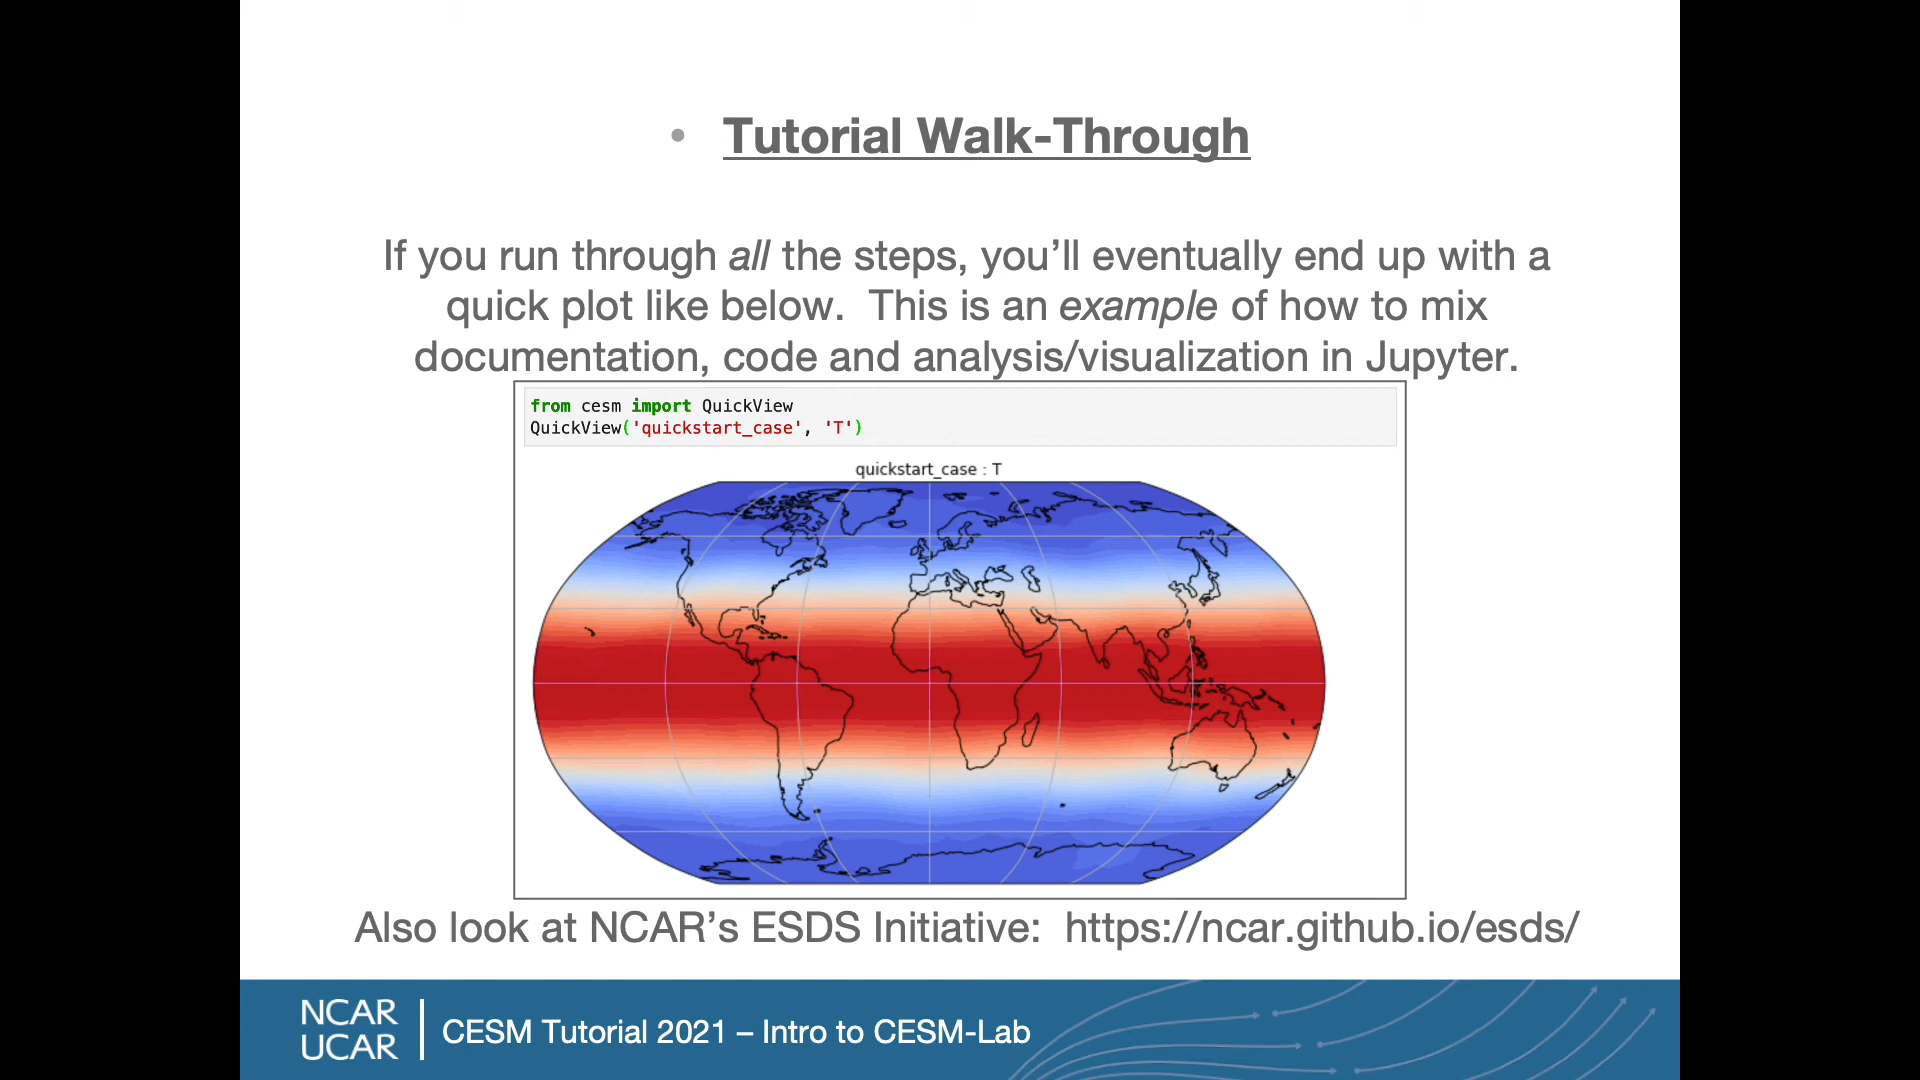 • Tutorial Walk-Through
If you run through all the steps, you’ll eventually end up with a
quick plot like below.  This is an example of how to mix
documentation, code and analysis/visualization in Jupyter.
from cesm import QuickView
QuickView('quickstart_case', 'T')
quickstart_case : T
Also look at NCAR’s ESDS Initiative:  https://ncar.github.io/esds/
NCAR
UCAR
CESM Tutorial 2021 – Intro to CESM-Lab